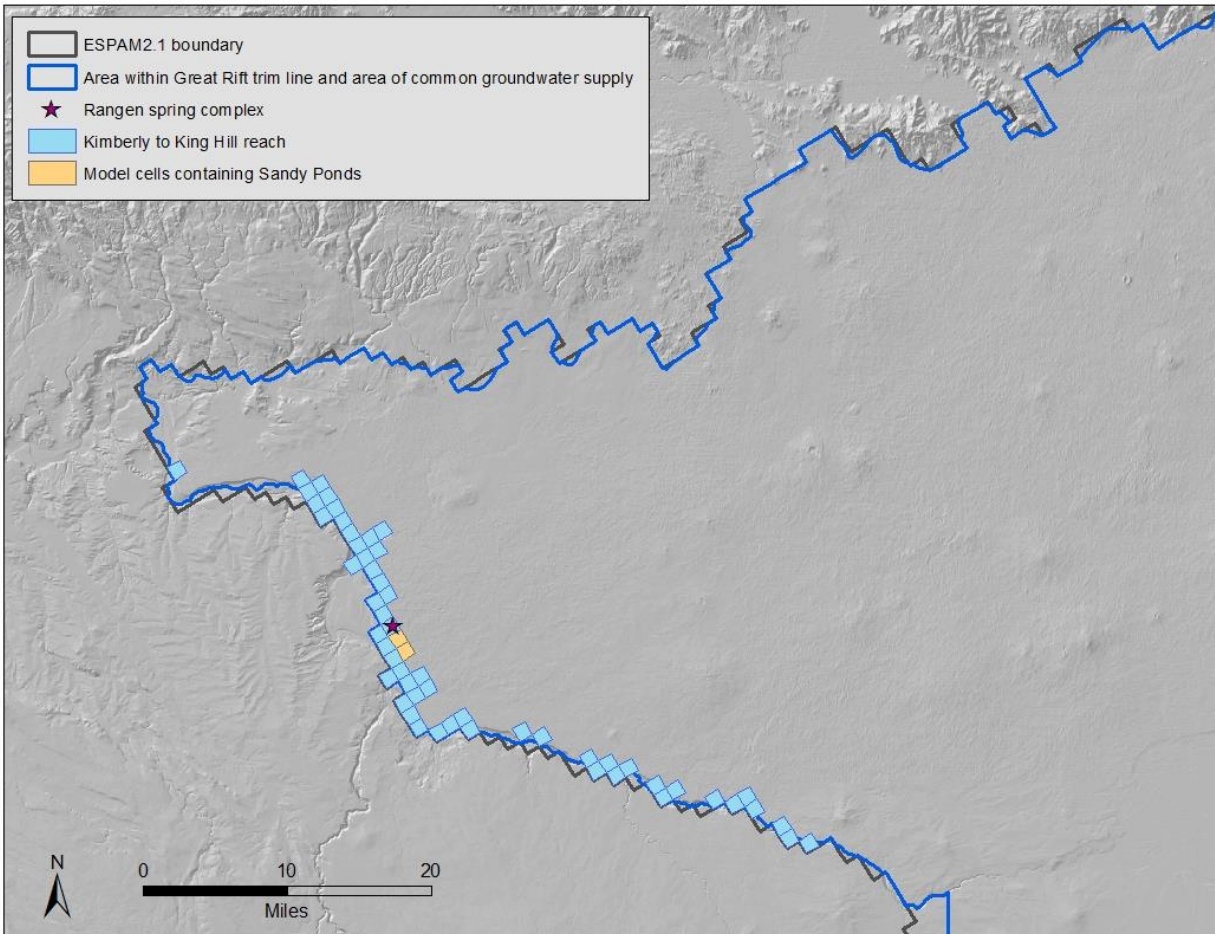 ESPAM2.1 boundary
Area within Great Rift trim line and area of common groundwater supply
Rangen spring complex
Kimberly to King Hill reach
Model cells containing Sandy Ponds
N
0 10 20
Miles